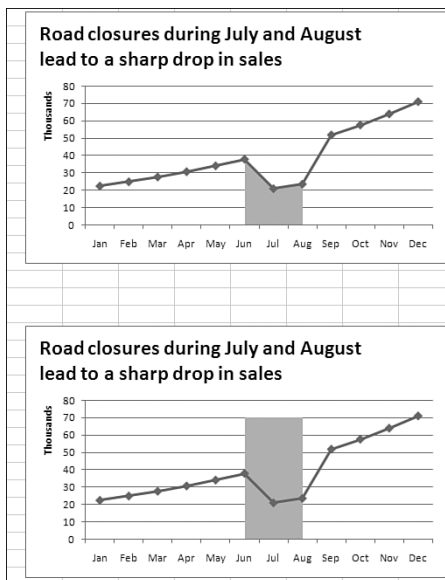 Road closures during July and August
lead to a sharp drop in sales
Thousands
80
70
60
50
40
30
20
10
0
Jan Feb Mar Apr May Jun Jul Aug Sep Oct Nov Dec
Road closures during July and August
lead to a sharp drop in sales
Thousands
80
70
60
50
40
30
20
10
0
Jan Feb Mar Apr May Jun Jul Aug Sep Oct Nov Dec